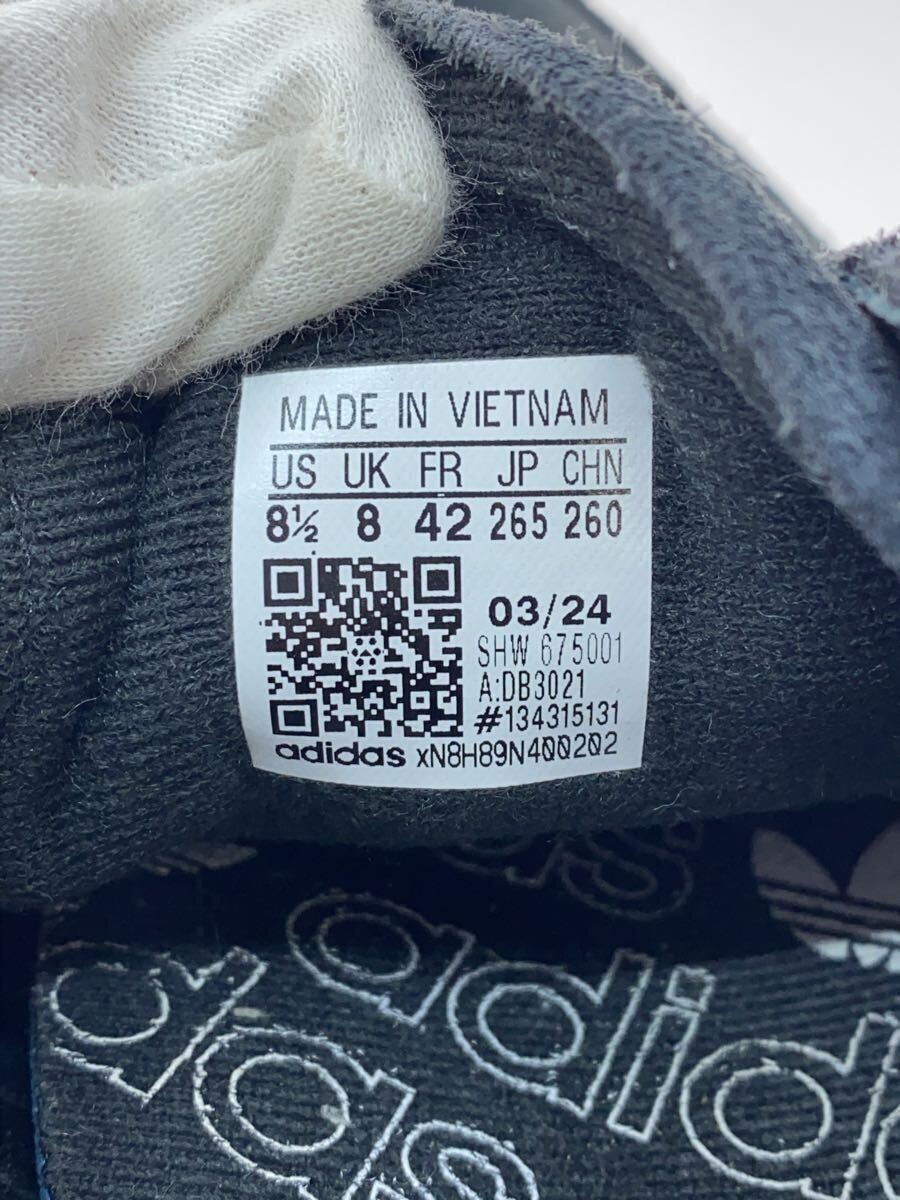 MADE IN VIETNAM
US UK FR JP CHN
8½ 8 42 265 260
03/24
SHW 675001
A:DB3021
#134315131
adidas xN8H89N400202
adidas